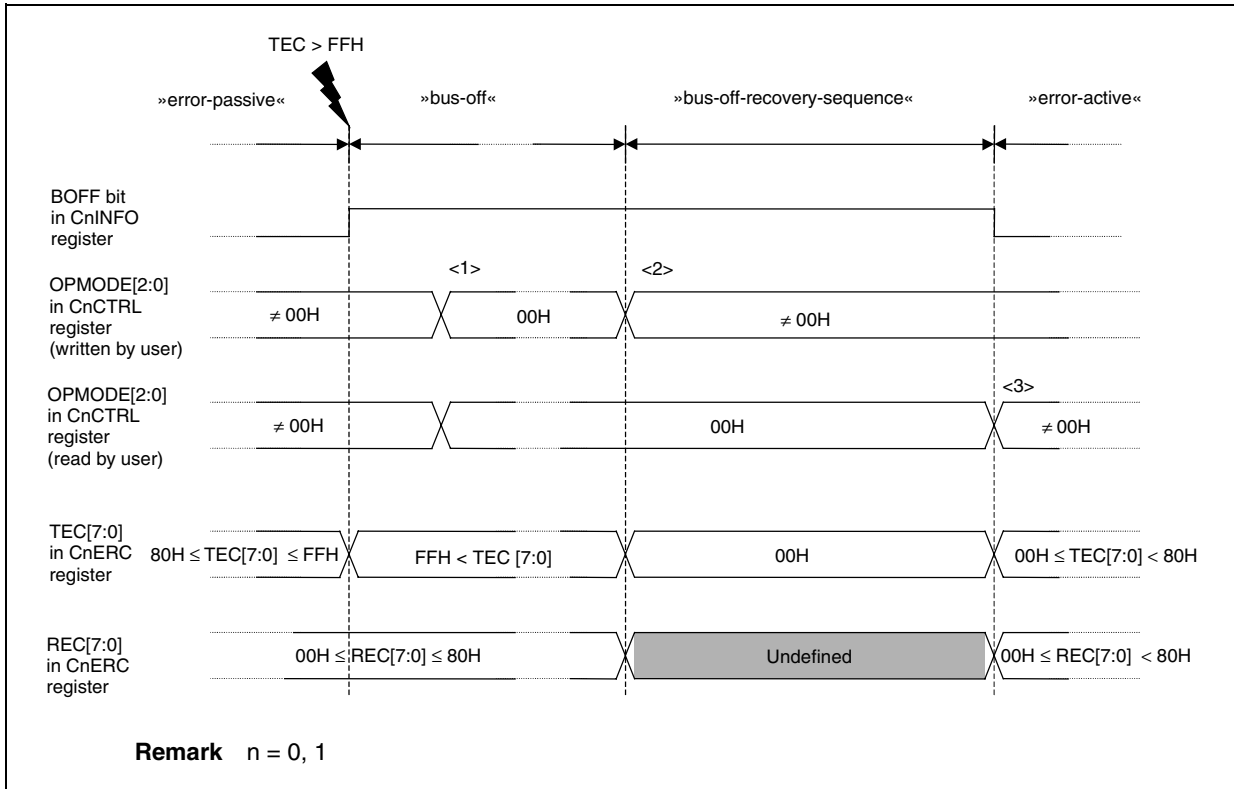 TEC > FFH
»error-passive«
»bus-off«
»bus-off-recovery-sequence«
»error-active«
BOFF bit
in CnINFO
register
<1>
<2>
OPMODE[2:0]
in CnCTRL
register
(written by user)
≠ 00H
00H
≠ 00H
<3>
OPMODE[2:0]
in CnCTRL
register
(read by user)
≠ 00H
00H
≠ 00H
TEC[7:0]
in CnERC
register
80H ≤ TEC[7:0] ≤ FFH
FFH < TEC [7:0]
00H
00H ≤ TEC[7:0] < 80H
REC[7:0]
in CnERC
register
00H ≤ REC[7:0] ≤ 80H
Undefined
00H ≤ REC[7:0] < 80H
Remark n = 0, 1